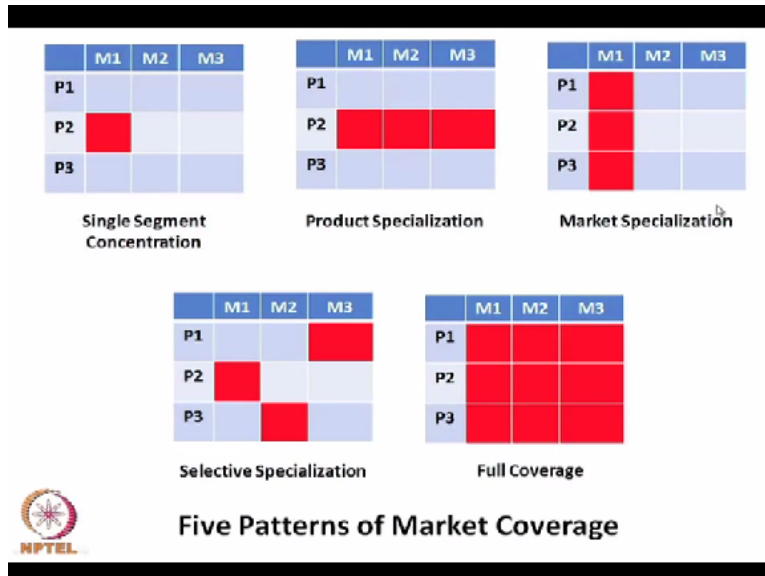 M1 M2 M3
P1
P2
P3
Single Segment
Concentration
M1 M2 M3
P1
P2
P3
Product Specialization
M1 M2 M3
P1
P2
P3
Market Specialization
M1 M2 M3
P1
P2
P3
Selective Specialization
M1 M2 M3
P1
P2
P3
Full Coverage
NPTEL
Five Patterns of Market Coverage